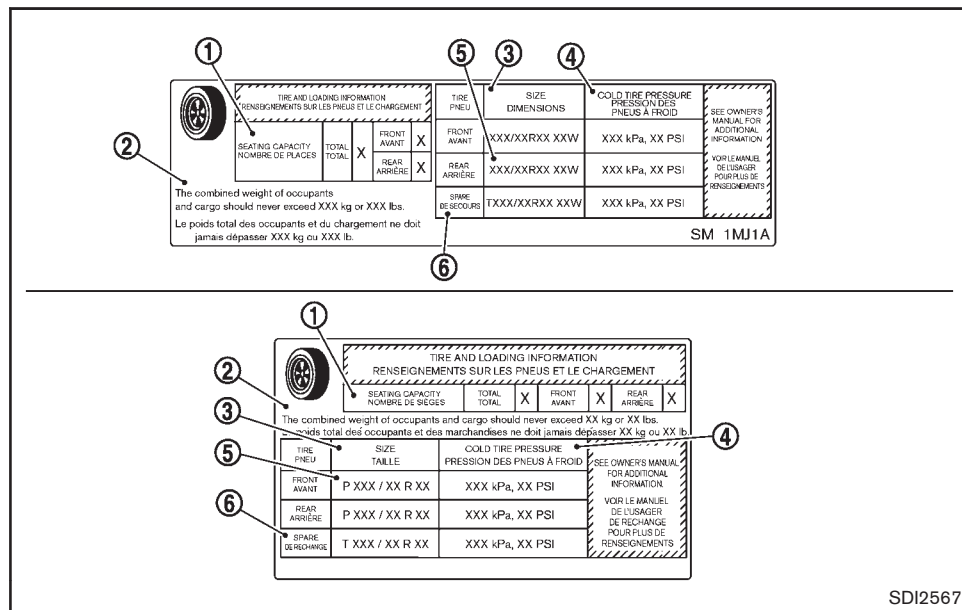 ①
②
③
④
⑤
⑥
TIRE AND LOADING INFORMATION
RENSEIGNEMENTS SUR LES PNEUS ET LE CHARGEMENT
SEATING CAPACITY
NOMBRE DE PLACES
TOTAL
TOTAL
X
FRONT
AVANT
X
REAR
ARRIÈRE
X
The combined weight of occupants
and cargo should never exceed XXX kg or XXX lbs.
Le poids total des occupants et du chargement ne doit
jamais dépasser XXX kg ou XXX lb.
TIRE
PNEU
SIZE
DIMENSIONS
COLD TIRE PRESSURE
PRESSION DES
PNEUS À FROID
FRONT
AVANT
XXX/XXRXX XXW
XXX kPa, XX PSI
REAR
ARRIÈRE
XXX/XXRXX XXW
XXX kPa, XX PSI
SPARE
DE SECOURS
TXXX/XXRXX XXW
XXX kPa, XX PSI
SEE OWNER'S
MANUAL FOR
ADDITIONAL
INFORMATION
VOIR LE MANUEL
DE L'USAGER
POUR PLUS DE
RENSEIGNEMENTS
SM 1MJ1A
①
②
③
④
⑤
⑥
TIRE AND LOADING INFORMATION
RENSEIGNEMENTS SUR LES PNEUS ET LE CHARGEMENT
SEATING CAPACITY
NOMBRE DE SIÈGES
TOTAL
TOTAL
X
FRONT
AVANT
X
REAR
ARRIÈRE
X
The combined weight of occupants and cargo should never exceed XX kg or XX lbs.
Le poids total des occupants et des marchandises ne doit jamais dépasser XX kg ou XX lb.
TIRE
PNEU
SIZE
TAILLE
COLD TIRE PRESSURE
PRESSION DES PNEUS À FROID
FRONT
AVANT
P XXX / XX R XX
XXX kPa, XX PSI
REAR
ARRIÈRE
P XXX / XX R XX
XXX kPa, XX PSI
SPARE
DE RECHANGE
T XXX / XX R XX
XXX kPa, XX PSI
SEE OWNER'S MANUAL
FOR ADDITIONAL
INFORMATION.
VOIR LE MANUEL
DE L'USAGER
DE RECHANGE
POUR PLUS DE
RENSEIGNEMENTS
SDI2567